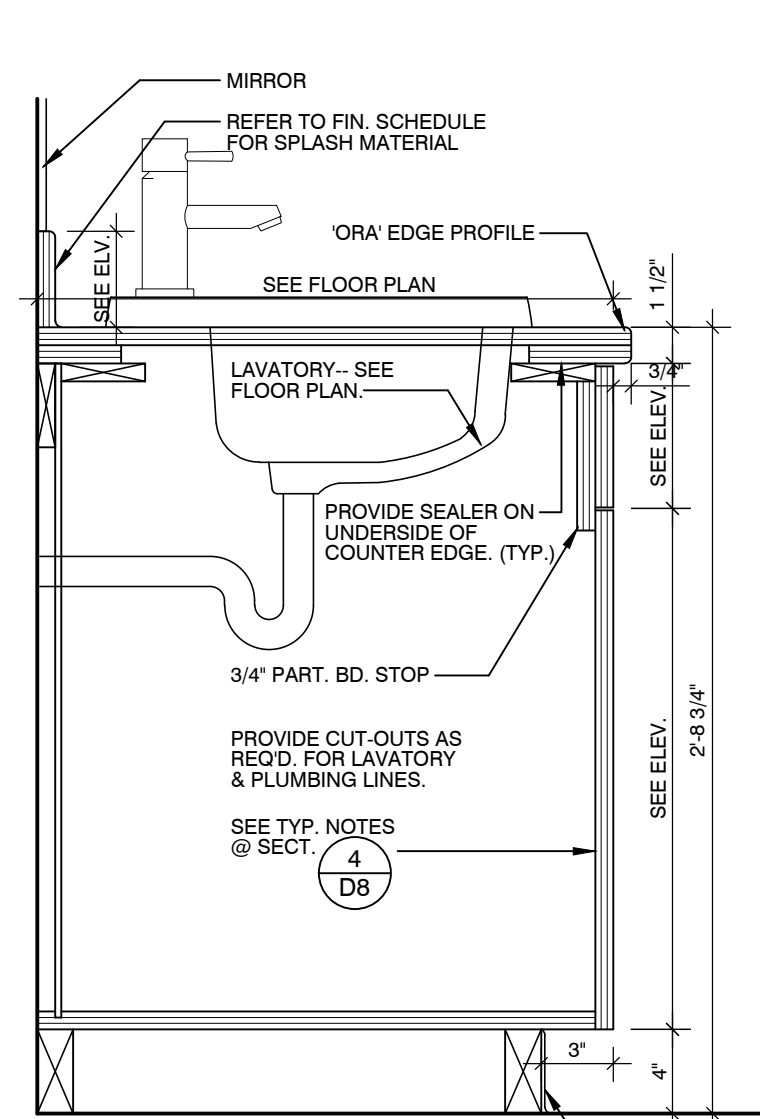 MIRROR
REFER TO FIN. SCHEDULE
FOR SPLASH MATERIAL
'ORA' EDGE PROFILE
SEE ELV.
SEE FLOOR PLAN
1 1/2"
LAVATORY-- SEE
FLOOR PLAN.
3/4"
SEE ELEV.
PROVIDE SEALER ON
UNDERSIDE OF
COUNTER EDGE. (TYP.)
3/4" PART. BD. STOP
2'-8 3/4"
SEE ELEV.
PROVIDE CUT-OUTS AS
REQ'D. FOR LAVATORY
& PLUMBING LINES.
SEE TYP. NOTES
@ SECT.
4
D8
3"
4"